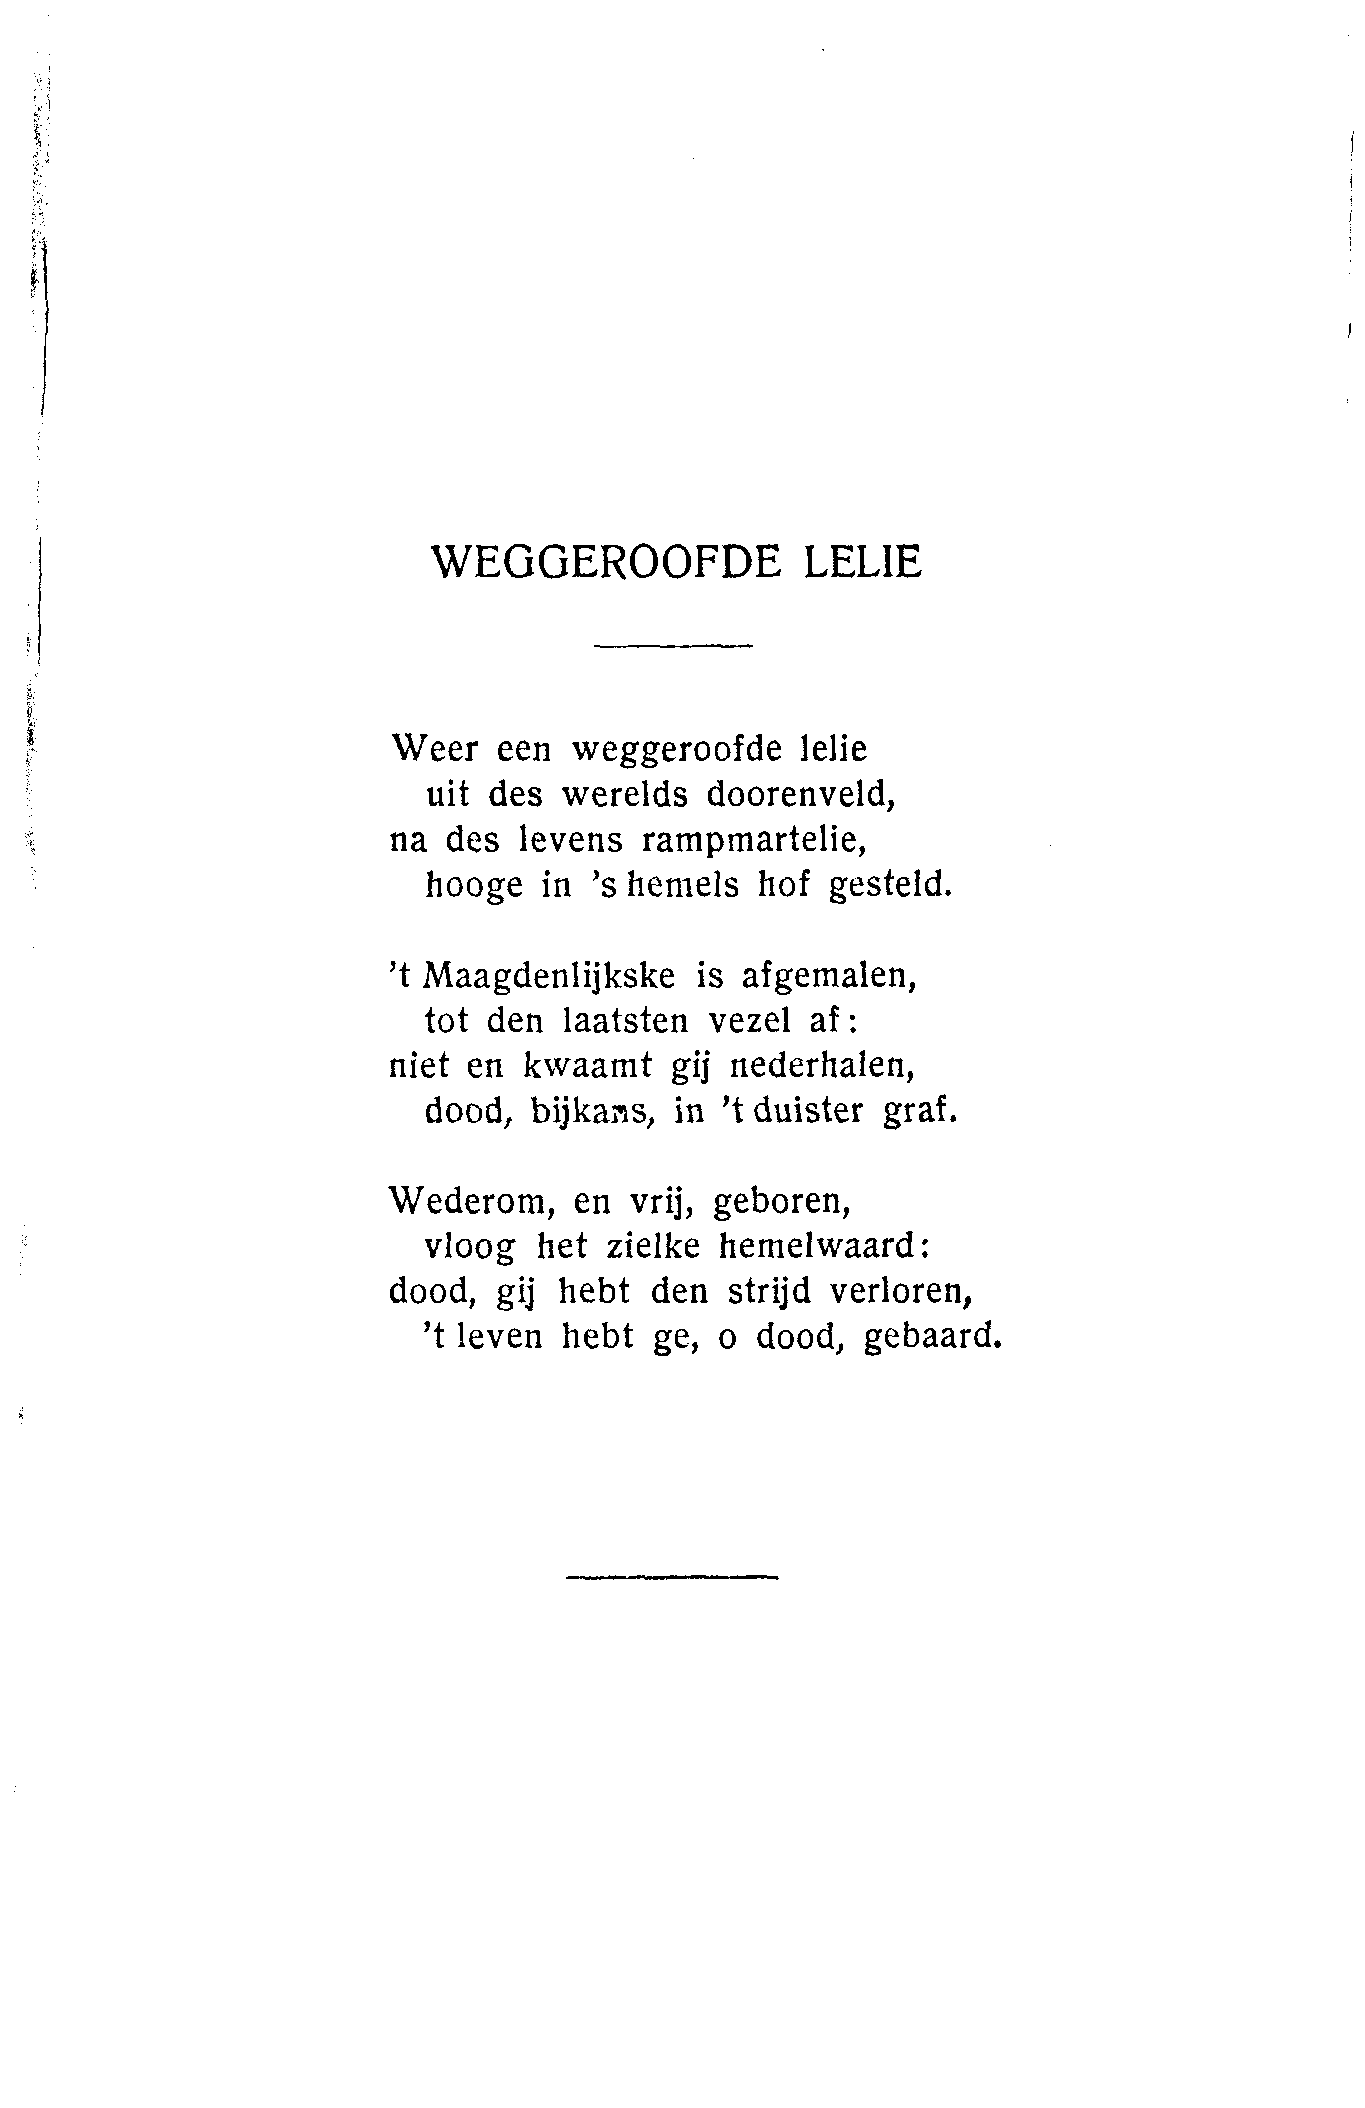 WEGGEROOFDE LELIE
Weer een weggeroofde lelie
uit des werelds doorenveld,
na des levens rampmartelie,
hooge in 's hemels hof gesteld.
't Maagdenlijkske is afgemalen,
tot den laatsten vezel af:
niet en kwaamt gij nederhalen,
dood, bijkans, in 't duister graf.
Wederom, en vrij, geboren,
vloog het zielke hemelwaard:
dood, gij hebt den strijd verloren,
't leven hebt ge, o dood, gebaard.